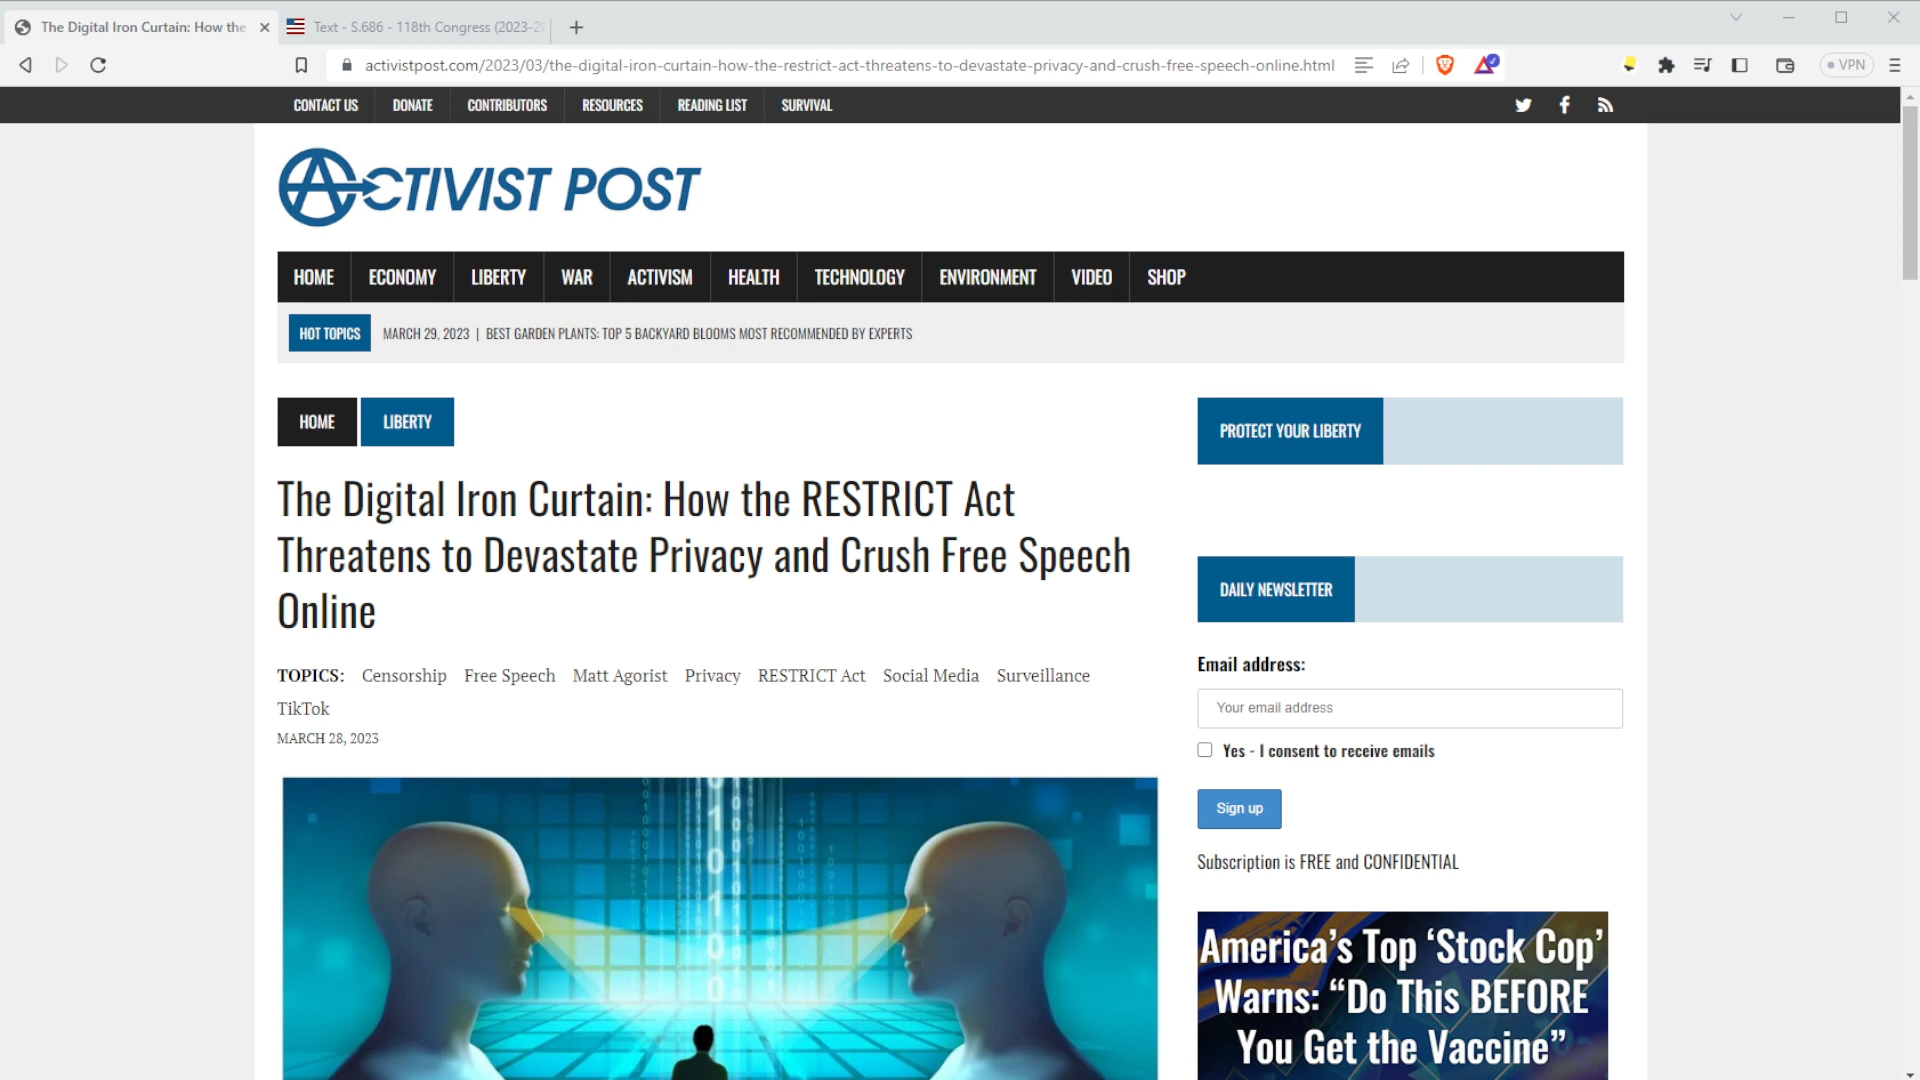 The Digital Iron Curtain: How the
Text - S.686 - 118th Congress (2023-20
activistpost.com/2023/03/the-digital-iron-curtain-how-the-restrict-act-threatens-to-devastate-privacy-and-crush-free-speech-online.html
VPN
CONTACT US DONATE CONTRIBUTORS RESOURCES READING LIST SURVIVAL
ACTIVIST POST
HOME ECONOMY LIBERTY WAR ACTIVISM HEALTH TECHNOLOGY ENVIRONMENT VIDEO SHOP
HOT TOPICS MARCH 29, 2023 | BEST GARDEN PLANTS: TOP 5 BACKYARD BLOOMS MOST RECOMMENDED BY EXPERTS
HOME LIBERTY
The Digital Iron Curtain: How the RESTRICT Act
Threatens to Devastate Privacy and Crush Free Speech
Online
TOPICS: Censorship Free Speech Matt Agorist Privacy RESTRICT Act Social Media Surveillance
TikTok
MARCH 28, 2023
PROTECT YOUR LIBERTY
DAILY NEWSLETTER
Email address:
Your email address
Yes - I consent to receive emails
Sign up
Subscription is FREE and CONFIDENTIAL
America's Top ‘Stock Cop’
Warns: “Do This BEFORE
You Get the Vaccine”